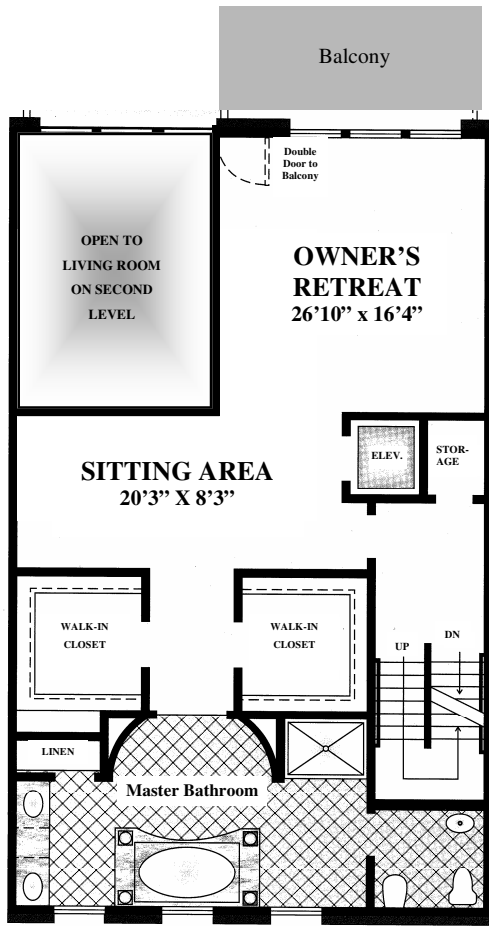 Balcony
Double
Door to
Balcony
OPEN TO
LIVING ROOM
ON SECOND
LEVEL
OWNER’S
RETREAT
26’10” x 16’4”
ELEV.
STOR-
AGE
SITTING AREA
20’3” X 8’3”
WALK-IN
CLOSET
WALK-IN
CLOSET
UP
DN
LINEN
Master Bathroom